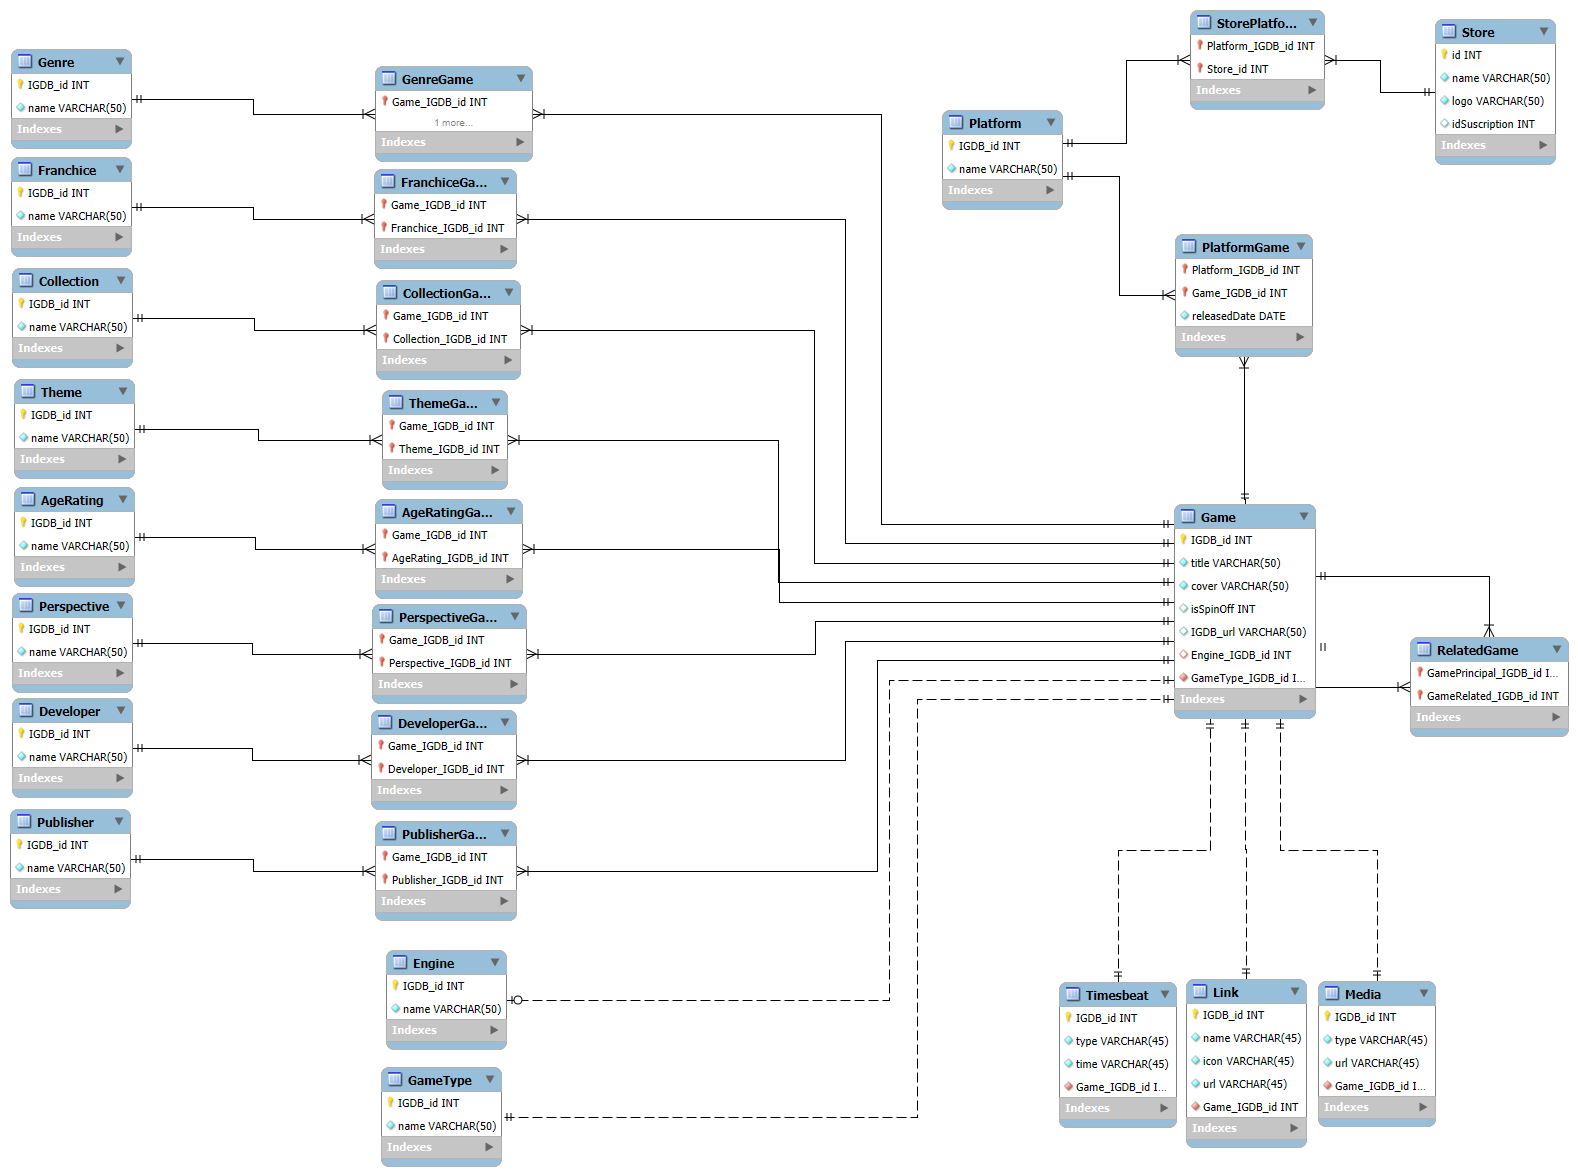 Genre
IGDB_id INT
name VARCHAR(50)
Indexes
Franchice
IGDB_id INT
name VARCHAR(50)
Indexes
Collection
IGDB_id INT
name VARCHAR(50)
Indexes
Theme
IGDB_id INT
name VARCHAR(50)
Indexes
AgeRating
IGDB_id INT
name VARCHAR(50)
Indexes
Perspective
IGDB_id INT
name VARCHAR(50)
Indexes
Developer
IGDB_id INT
name VARCHAR(50)
Indexes
Publisher
IGDB_id INT
name VARCHAR(50)
Indexes
GenreGame
Game_IGDB_id INT
1 more...
Indexes
FranchiceGa...
Game_IGDB_id INT
Franchice_IGDB_id INT
Indexes
CollectionGa...
Game_IGDB_id INT
Collection_IGDB_id INT
Indexes
ThemeGa...
Game_IGDB_id INT
Theme_IGDB_id INT
Indexes
AgeRatingGa...
Game_IGDB_id INT
AgeRating_IGDB_id INT
Indexes
PerspectiveGa...
Game_IGDB_id INT
Perspective_IGDB_id INT
Indexes
DeveloperGa...
Game_IGDB_id INT
Developer_IGDB_id INT
Indexes
PublisherGa...
Game_IGDB_id INT
Publisher_IGDB_id INT
Indexes
Engine
IGDB_id INT
name VARCHAR(50)
Indexes
GameType
IGDB_id INT
name VARCHAR(50)
Indexes
Platform
IGDB_id INT
name VARCHAR(50)
Indexes
StorePlatfo...
Platform_IGDB_id INT
Store_id INT
Indexes
Store
id INT
name VARCHAR(50)
logo VARCHAR(50)
idSuscription INT
Indexes
PlatformGame
Platform_IGDB_id INT
Game_IGDB_id INT
releasedDate DATE
Indexes
Game
IGDB_id INT
title VARCHAR(50)
cover VARCHAR(50)
isSpinOff INT
IGDB_url VARCHAR(50)
Engine_IGDB_id INT
GameType_IGDB_id I...
Indexes
RelatedGame
GamePrincipal_IGDB_id I...
GameRelated_IGDB_id INT
Indexes
Timesbeat
IGDB_id INT
type VARCHAR(45)
time VARCHAR(45)
Game_IGDB_id I...
Indexes
Link
IGDB_id INT
name VARCHAR(45)
icon VARCHAR(45)
url VARCHAR(45)
Game_IGDB_id INT
Indexes
Media
IGDB_id INT
type VARCHAR(45)
url VARCHAR(45)
Game_IGDB_id I...
Indexes